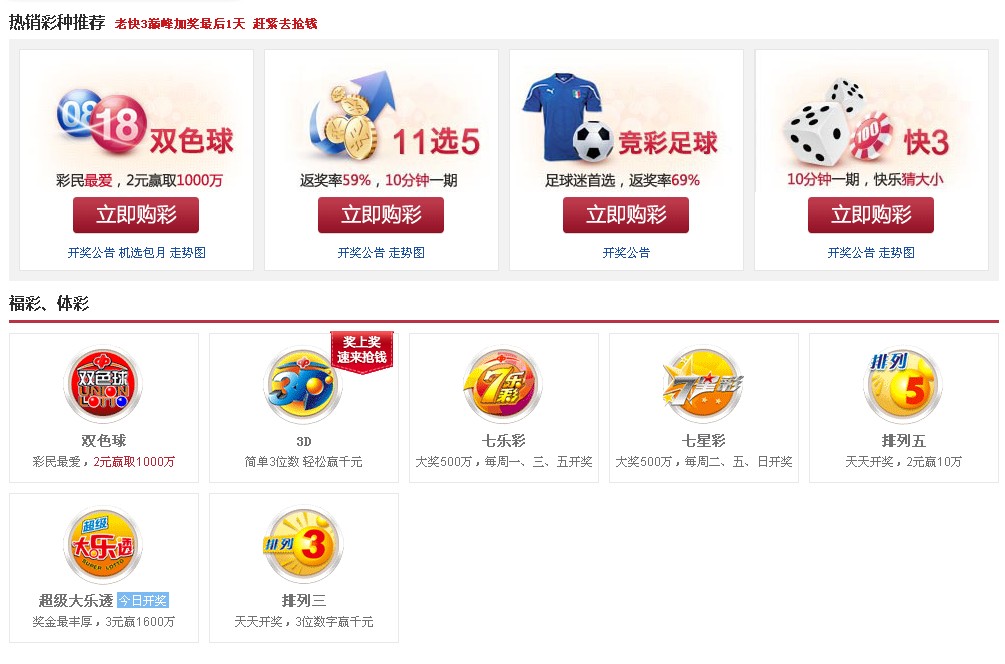 热销彩种推荐 老快3巅峰加奖最后1天 赶紧去抢钱
08 18 双色球
彩民最爱，2元赢取1000万
立即购彩
开奖公告 机选包月 走势图
11选5
返奖率59%，10分钟一期
立即购彩
开奖公告 走势图
竞彩足球
足球迷首选，返奖率69%
立即购彩
开奖公告
100 快3
10分钟一期，快乐猜大小
立即购彩
开奖公告 走势图
福彩、体彩
双色球
UNION
LOTTO
双色球
彩民最爱，2元赢取1000万
奖上奖
速来抢钱
3D
3D
简单3位数 轻松赢千元
7乐彩
七乐彩
大奖500万，每周一、三、五开奖
7星彩
七星彩
大奖500万，每周二、五、日开奖
排列5
排列五
天天开奖，2元赢10万
超级
大乐透
SUPER LOTTO
超级大乐透 今日开奖
奖金最丰厚，3元赢1600万
排列3
排列三
天天开奖，3位数字赢千元